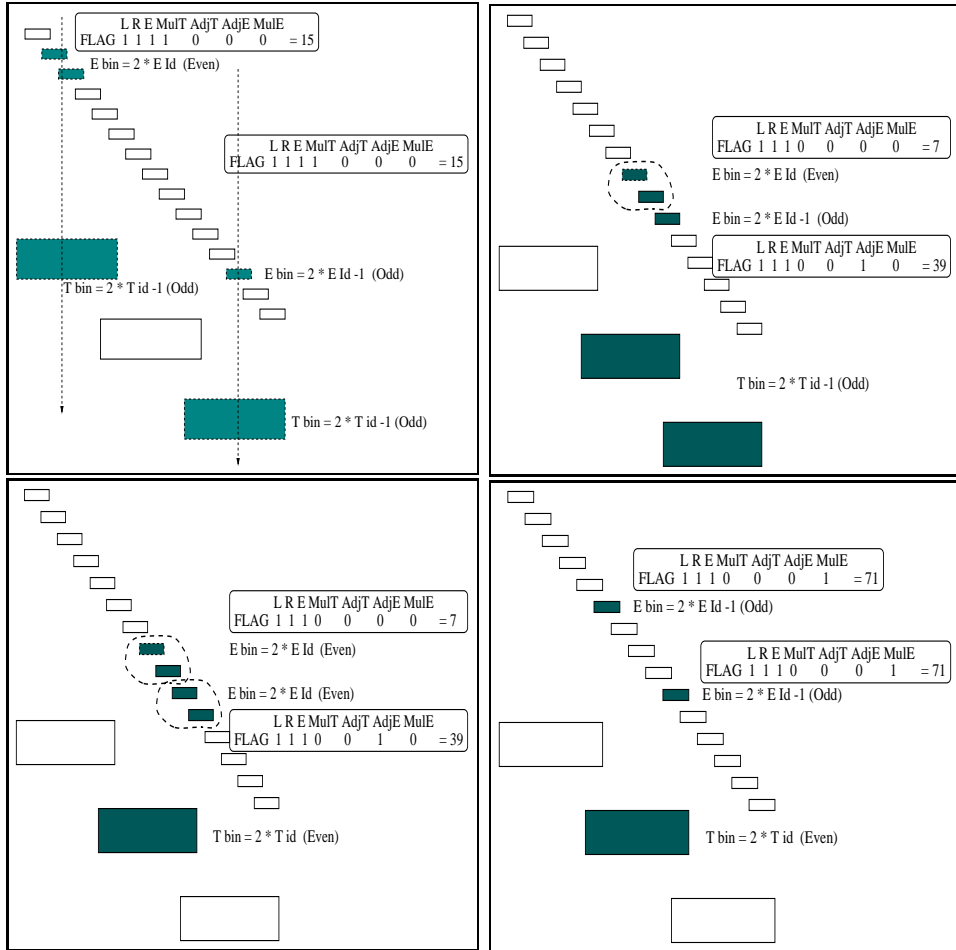 L R E MulT AdjT AdjE MulE
FLAG 1 1 1 1 0 0 0 = 15
E bin = 2 * E Id (Even)
L R E MulT AdjT AdjE MulE
FLAG 1 1 1 1 0 0 0 = 15
E bin = 2 * E Id -1 (Odd)
T bin = 2 * T id -1 (Odd)
T bin = 2 * T id -1 (Odd)
L R E MulT AdjT AdjE MulE
FLAG 1 1 1 0 0 0 0 = 7
E bin = 2 * E Id (Even)
E bin = 2 * E Id -1 (Odd)
L R E MulT AdjT AdjE MulE
FLAG 1 1 1 0 0 1 0 = 39
T bin = 2 * T id -1 (Odd)
L R E MulT AdjT AdjE MulE
FLAG 1 1 1 0 0 0 0 = 7
E bin = 2 * E Id (Even)
E bin = 2 * E Id (Even)
L R E MulT AdjT AdjE MulE
FLAG 1 1 1 0 0 1 0 = 39
T bin = 2 * T id (Even)
L R E MulT AdjT AdjE MulE
FLAG 1 1 1 0 0 0 1 = 71
E bin = 2 * E Id -1 (Odd)
L R E MulT AdjT AdjE MulE
FLAG 1 1 1 0 0 0 1 = 71
E bin = 2 * E Id -1 (Odd)
T bin = 2 * T id (Even)